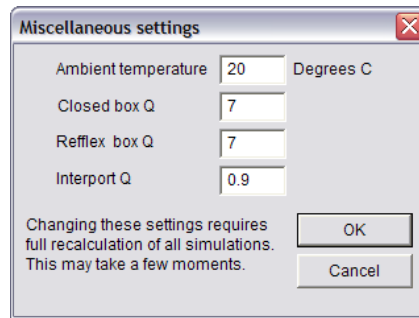 Miscellaneous settings
Ambient temperature 20 Degrees C
Closed box Q 7
Refflex box Q 7
Interport Q 0.9
Changing these settings requires
full recalculation of all simulations.
This may take a few moments.
OK
Cancel